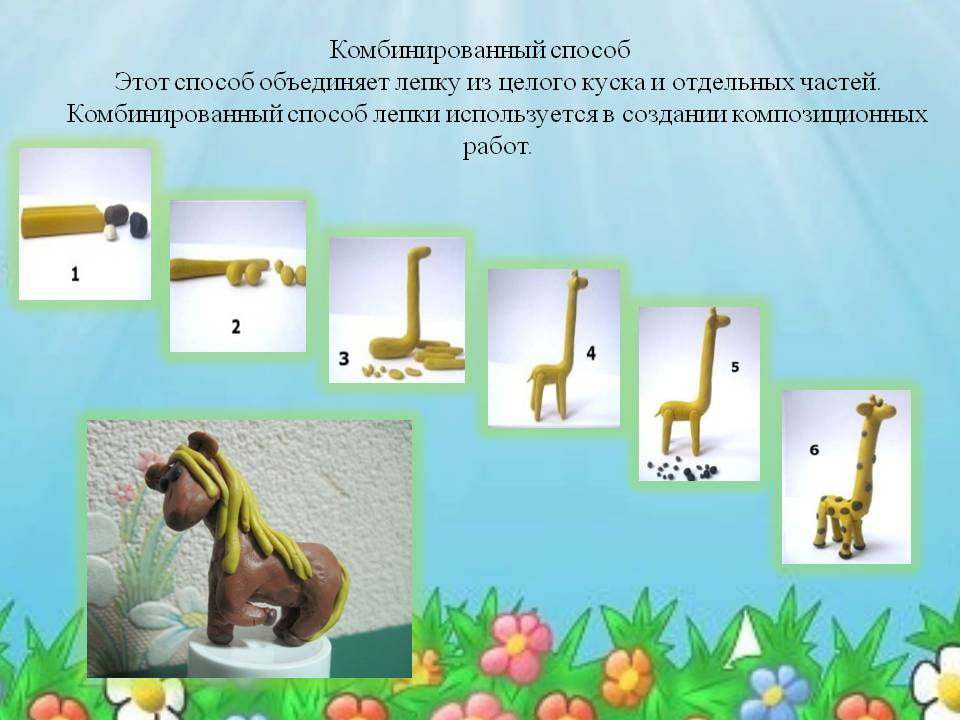 Комбинированный способ
Этот способ объединяет лепку из целого куска и отдельных частей.
Комбинированный способ лепки используется в создании композиционных
работ.
1
2
3
4
5
6